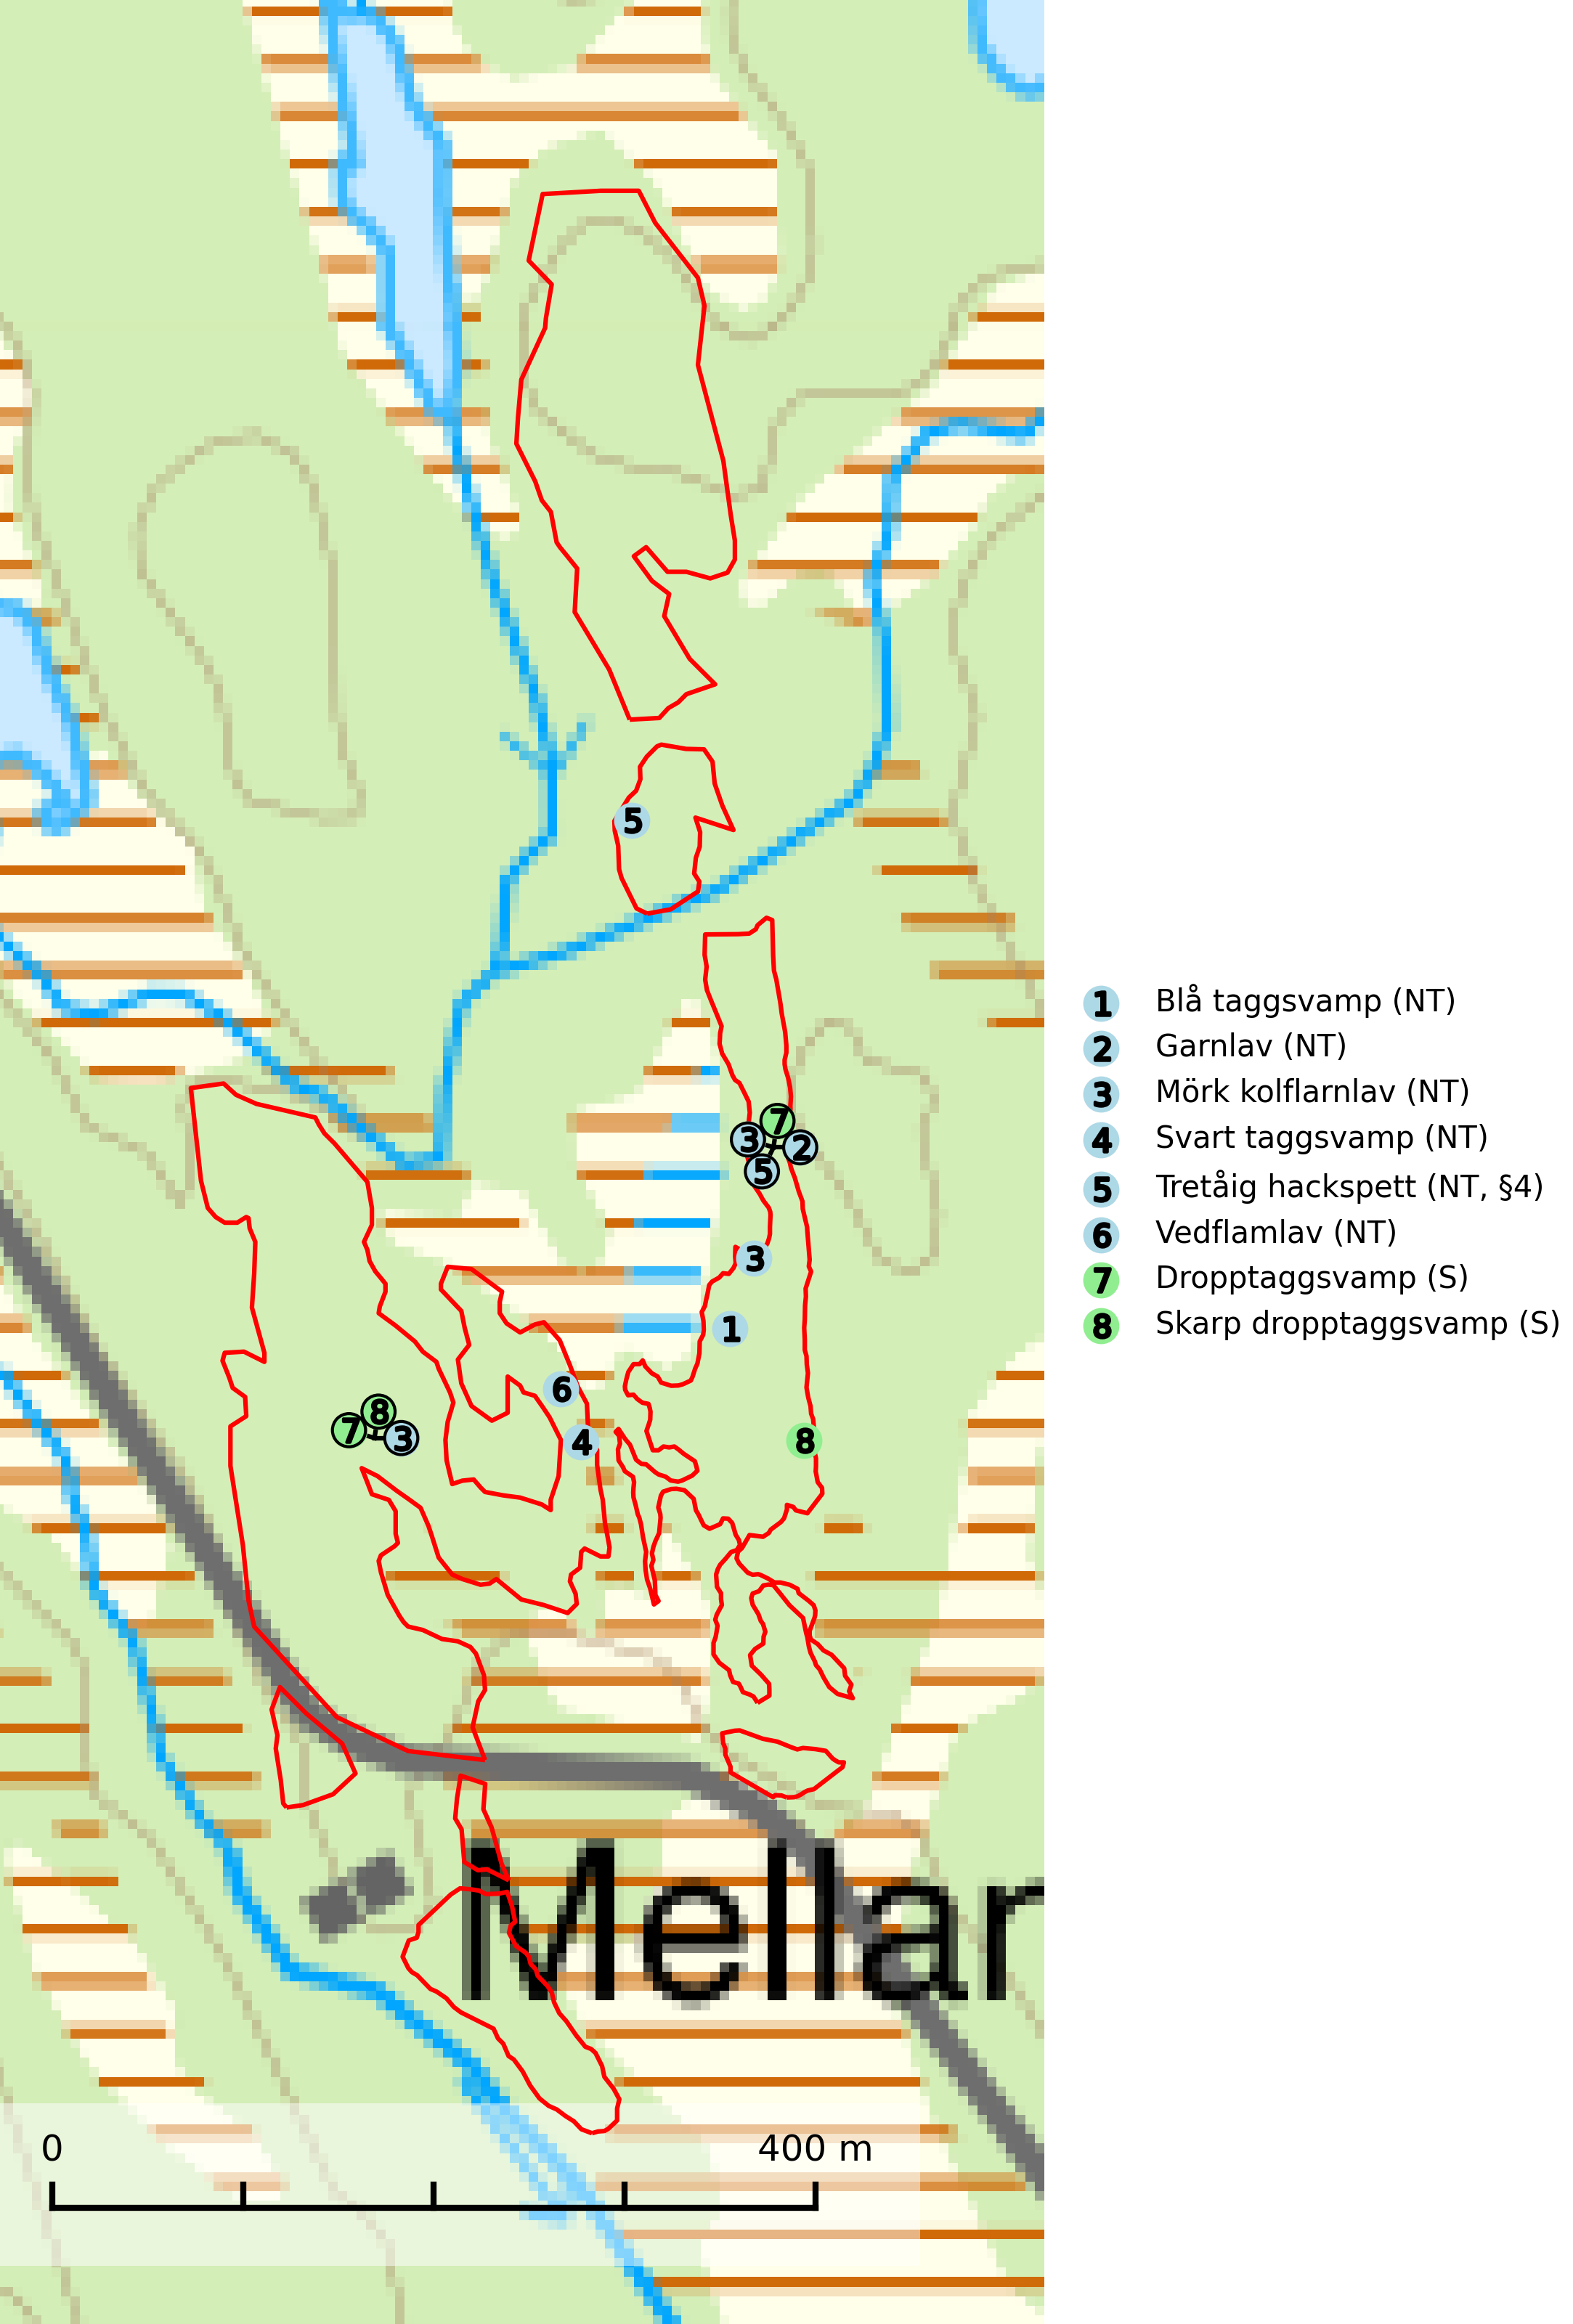 5
7
3
2
5
3
1
6
8
7
3
4
8
1 Blå taggsvamp (NT)
2 Garnlav (NT)
3 Mörk kolflarnlav (NT)
4 Svart taggsvamp (NT)
5 Tretåig hackspett (NT, §4)
6 Vedflamlav (NT)
7 Dropptaggsvamp (S)
8 Skarp dropptaggsvamp (S)
Mellar
0 400 m